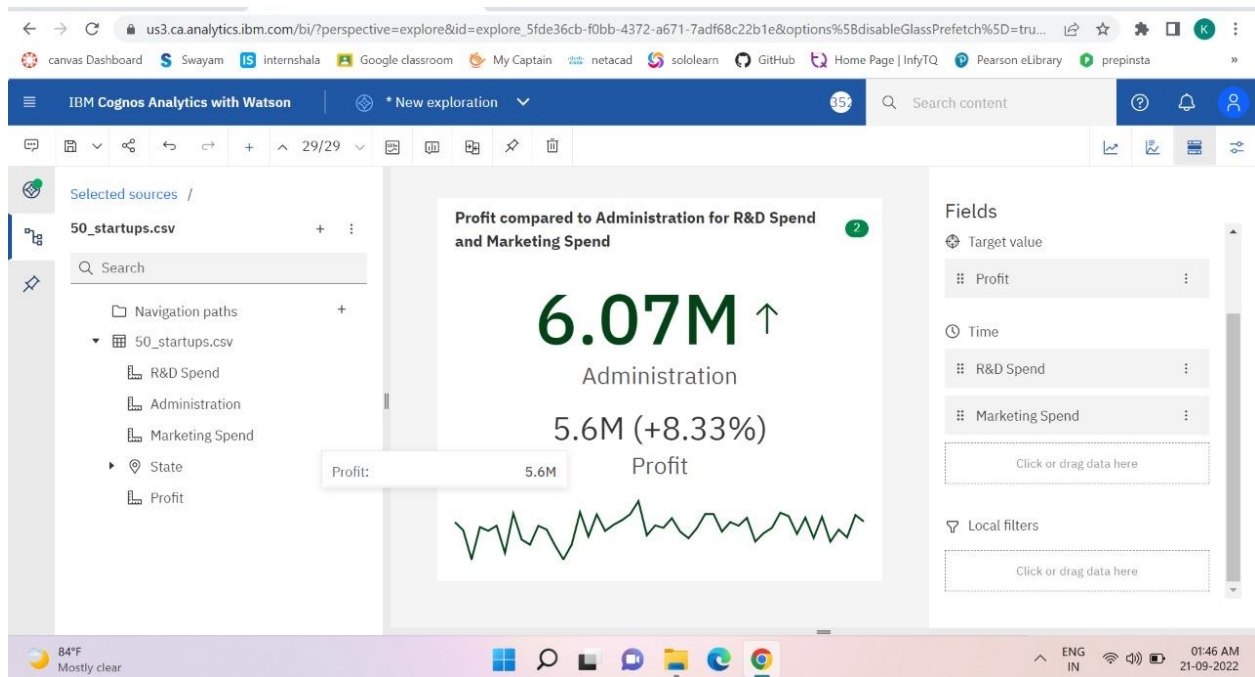 us3.ca.analytics.ibm.com/bi/?perspective=explore&id=explore_5fde36cb-f0bb-4372-a671-7adf68c22b1e&options%5BdisableGlassPrefetch%5D=tru...
K
canvas Dashboard Swayam internshala Google classroom My Captain netacad sololearn GitHub Home Page | InfyTQ Pearson eLibrary prepinsta »
IBM Cognos Analytics with Watson * New exploration 352 Search content
29/29
Selected sources /
50_startups.csv
Search
Navigation paths
50_startups.csv
R&D Spend
Administration
Marketing Spend
State
Profit
Profit compared to Administration for R&D Spend
and Marketing Spend
2
6.07M ↑
Administration
5.6M (+8.33%)
Profit
Profit: 5.6M
Fields
Target value
Profit
Time
R&D Spend
Marketing Spend
Click or drag data here
Local filters
Click or drag data here
84°F
Mostly clear
ENG
IN
01:46 AM
21-09-2022